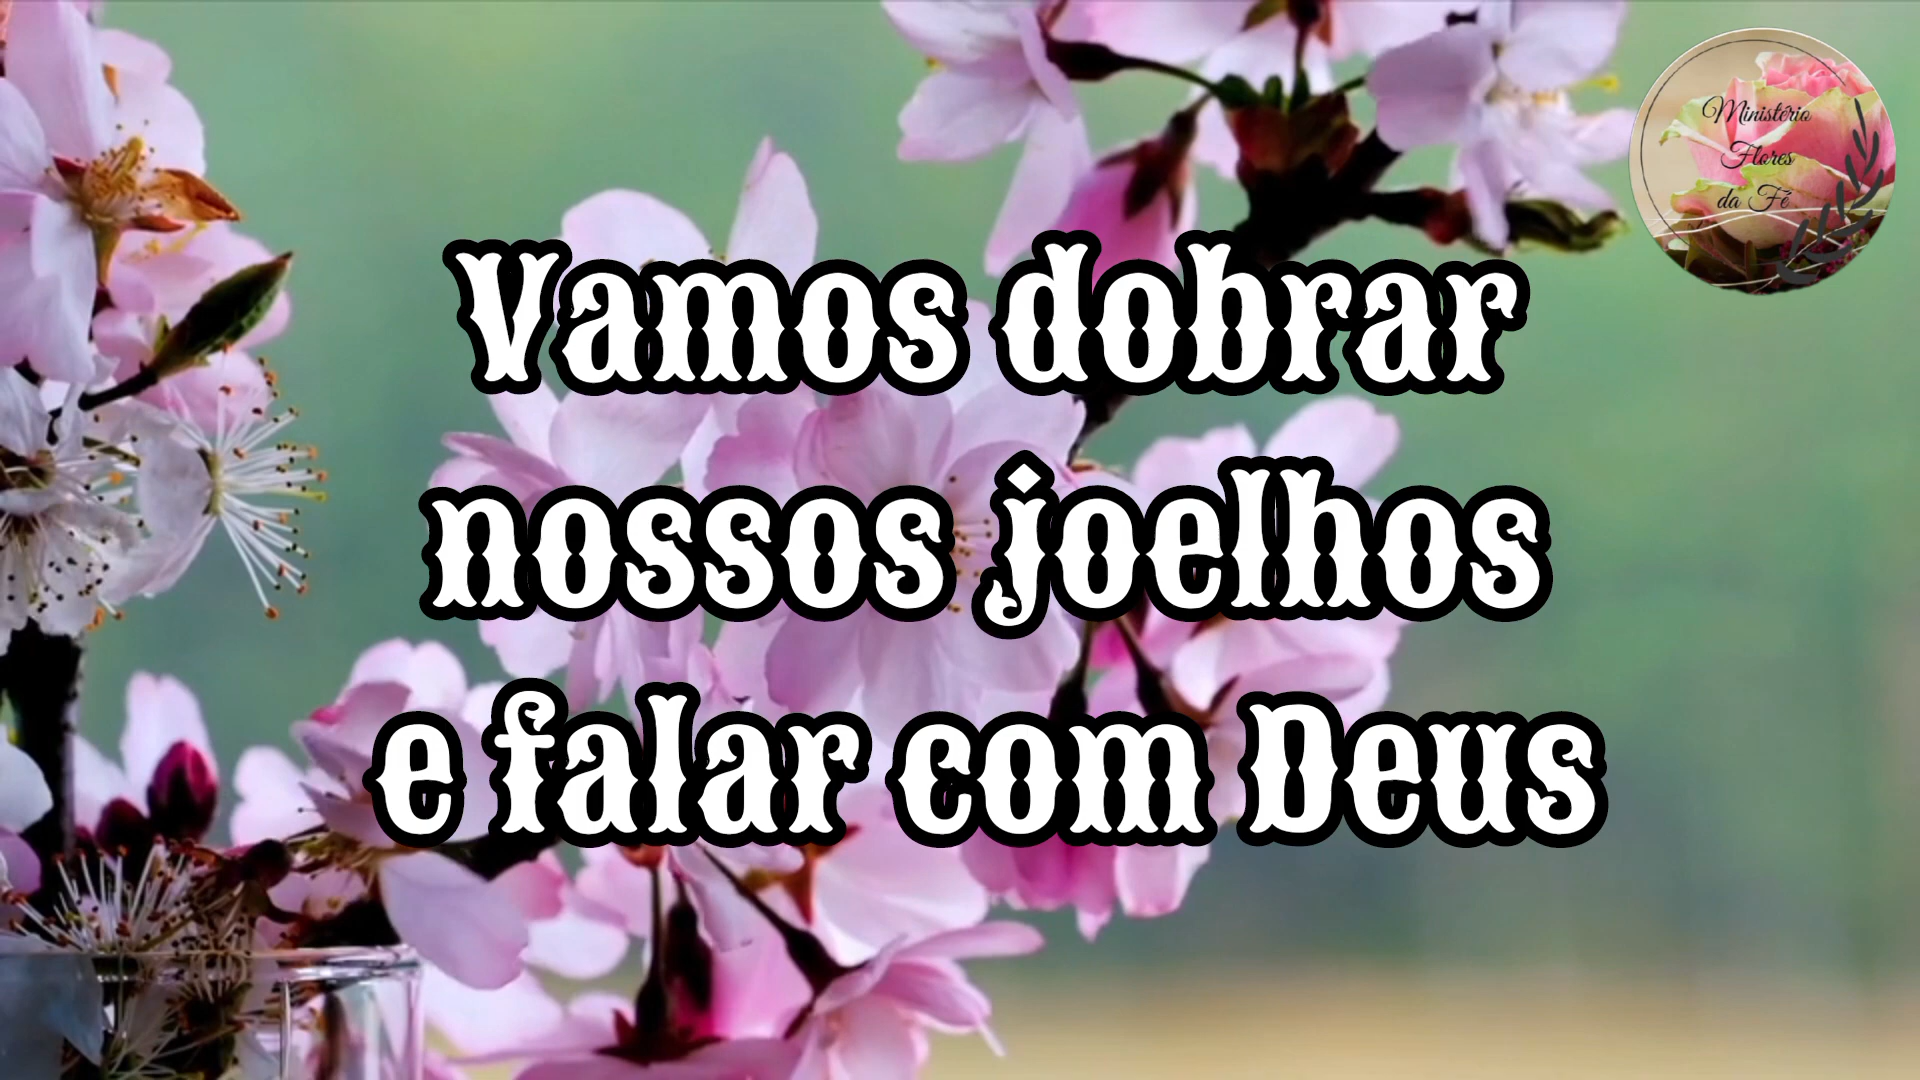 Ministério
Flores
da Fé
Vamos dobrar
nossos joelhos
e falar com Deus